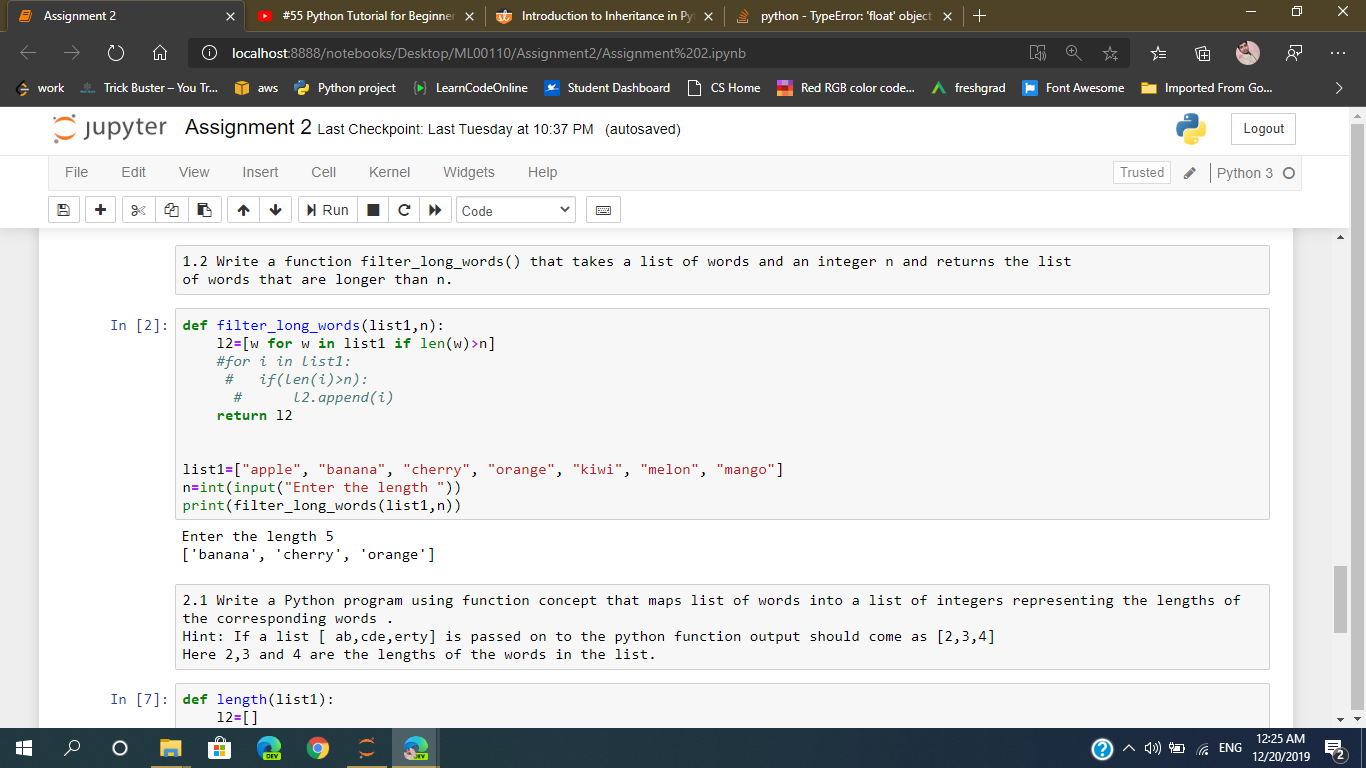 Assignment 2
#55 Python Tutorial for Beginner
Introduction to Inheritance in Py
python - TypeError: 'float' object
localhost:8888/notebooks/Desktop/ML00110/Assignment2/Assignment%202.ipynb
work
Trick Buster – You Tr...
aws
Python project
LearnCodeOnline
Student Dashboard
CS Home
Red RGB color code...
freshgrad
Font Awesome
Imported From Go...
jupyter Assignment 2 Last Checkpoint: Last Tuesday at 10:37 PM (autosaved)
Logout
File Edit View Insert Cell Kernel Widgets Help
Trusted
Python 3
Run
Code
1.2 Write a function filter_long_words() that takes a list of words and an integer n and returns the list
of words that are longer than n.
In [2]:
def filter_long_words(list1,n):
    l2=[w for w in list1 if len(w)>n]
    #for i in list1:
     #   if(len(i)>n):
      #      l2.append(i)
    return l2
list1=["apple", "banana", "cherry", "orange", "kiwi", "melon", "mango"]
n=int(input("Enter the length "))
print(filter_long_words(list1,n))
Enter the length 5
['banana', 'cherry', 'orange']
2.1 Write a Python program using function concept that maps list of words into a list of integers representing the lengths of
the corresponding words .
Hint: If a list [ ab,cde,erty] is passed on to the python function output should come as [2,3,4]
Here 2,3 and 4 are the lengths of the words in the list.
In [7]:
def length(list1):
    l2=[]
DEV
DEV
ENG
12:25 AM
12/20/2019
2